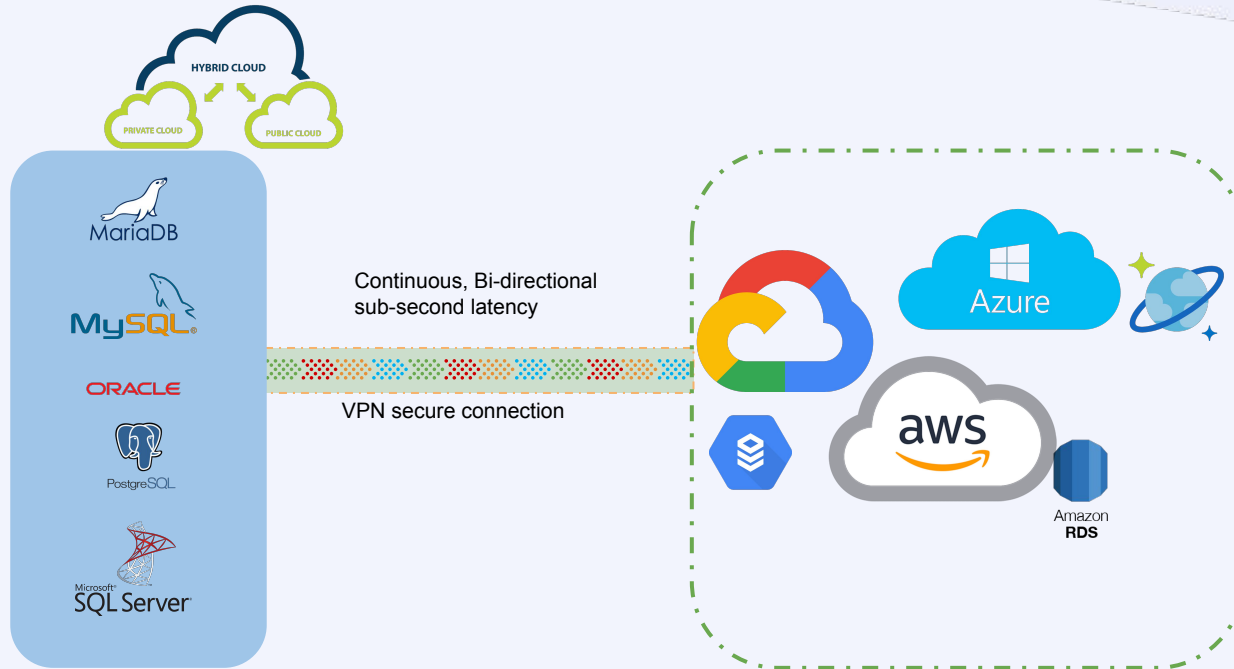 HYBRID CLOUD
PRIVATE CLOUD
PUBLIC CLOUD
MariaDB
MySQL®
ORACLE
PostgreSQL
Microsoft®
SQL Server®
Continuous, Bi-directional
sub-second latency
VPN secure connection
Azure
aws
Amazon
RDS